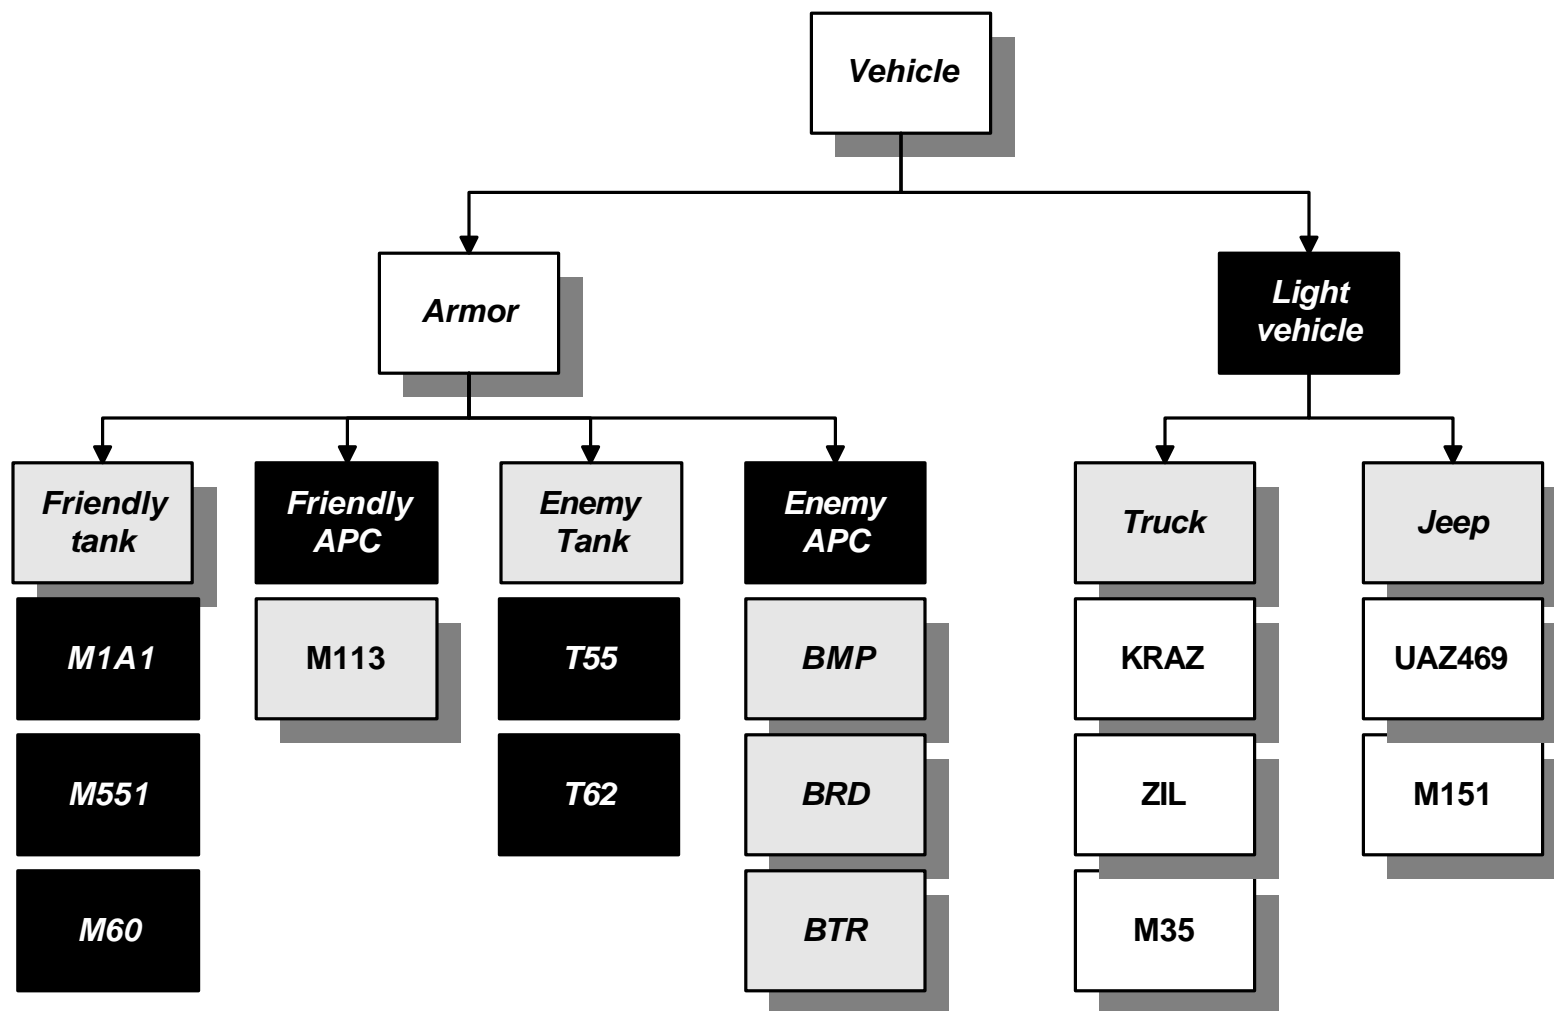 Vehicle
Armor
Light
vehicle
Friendly
tank
Friendly
APC
Enemy
Tank
Enemy
APC
Truck
Jeep
M1A1
M113
T55
BMP
KRAZ
UAZ469
M551
T62
BRD
ZIL
M151
M60
BTR
M35